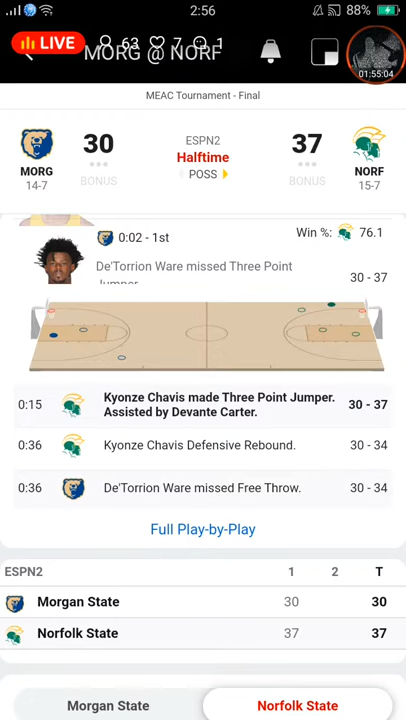 2:56
88%
LIVE 63 7 1
MORG @ NORF
01:55:04
MEAC Tournament - Final
MORG
14-7
30
BONUS
ESPN2
Halftime
POSS
37
BONUS
NORF
15-7
0:02 - 1st
Win %: 76.1
De'Torrion Ware missed Three Point
Jumper.
30 - 37
0:15 Kyonze Chavis made Three Point Jumper. Assisted by Devante Carter. 30 - 37
0:36 Kyonze Chavis Defensive Rebound. 30 - 34
0:36 De'Torrion Ware missed Free Throw. 30 - 34
Full Play-by-Play
ESPN2 1 2 T
Morgan State 30 30
Norfolk State 37 37
Morgan State Norfolk State